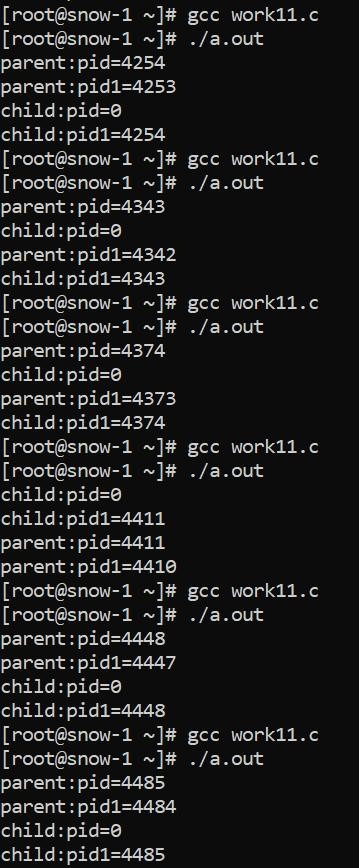 [root@snow-1 ~]# gcc work11.c
[root@snow-1 ~]# ./a.out
parent:pid=4254
parent:pid1=4253
child:pid=0
child:pid1=4254
[root@snow-1 ~]# gcc work11.c
[root@snow-1 ~]# ./a.out
parent:pid=4343
child:pid=0
parent:pid1=4342
child:pid1=4343
[root@snow-1 ~]# gcc work11.c
[root@snow-1 ~]# ./a.out
parent:pid=4374
child:pid=0
parent:pid1=4373
child:pid1=4374
[root@snow-1 ~]# gcc work11.c
[root@snow-1 ~]# ./a.out
child:pid=0
child:pid1=4411
parent:pid=4411
parent:pid1=4410
[root@snow-1 ~]# gcc work11.c
[root@snow-1 ~]# ./a.out
parent:pid=4448
parent:pid1=4447
child:pid=0
child:pid1=4448
[root@snow-1 ~]# gcc work11.c
[root@snow-1 ~]# ./a.out
parent:pid=4485
parent:pid1=4484
child:pid=0
child:pid1=4485